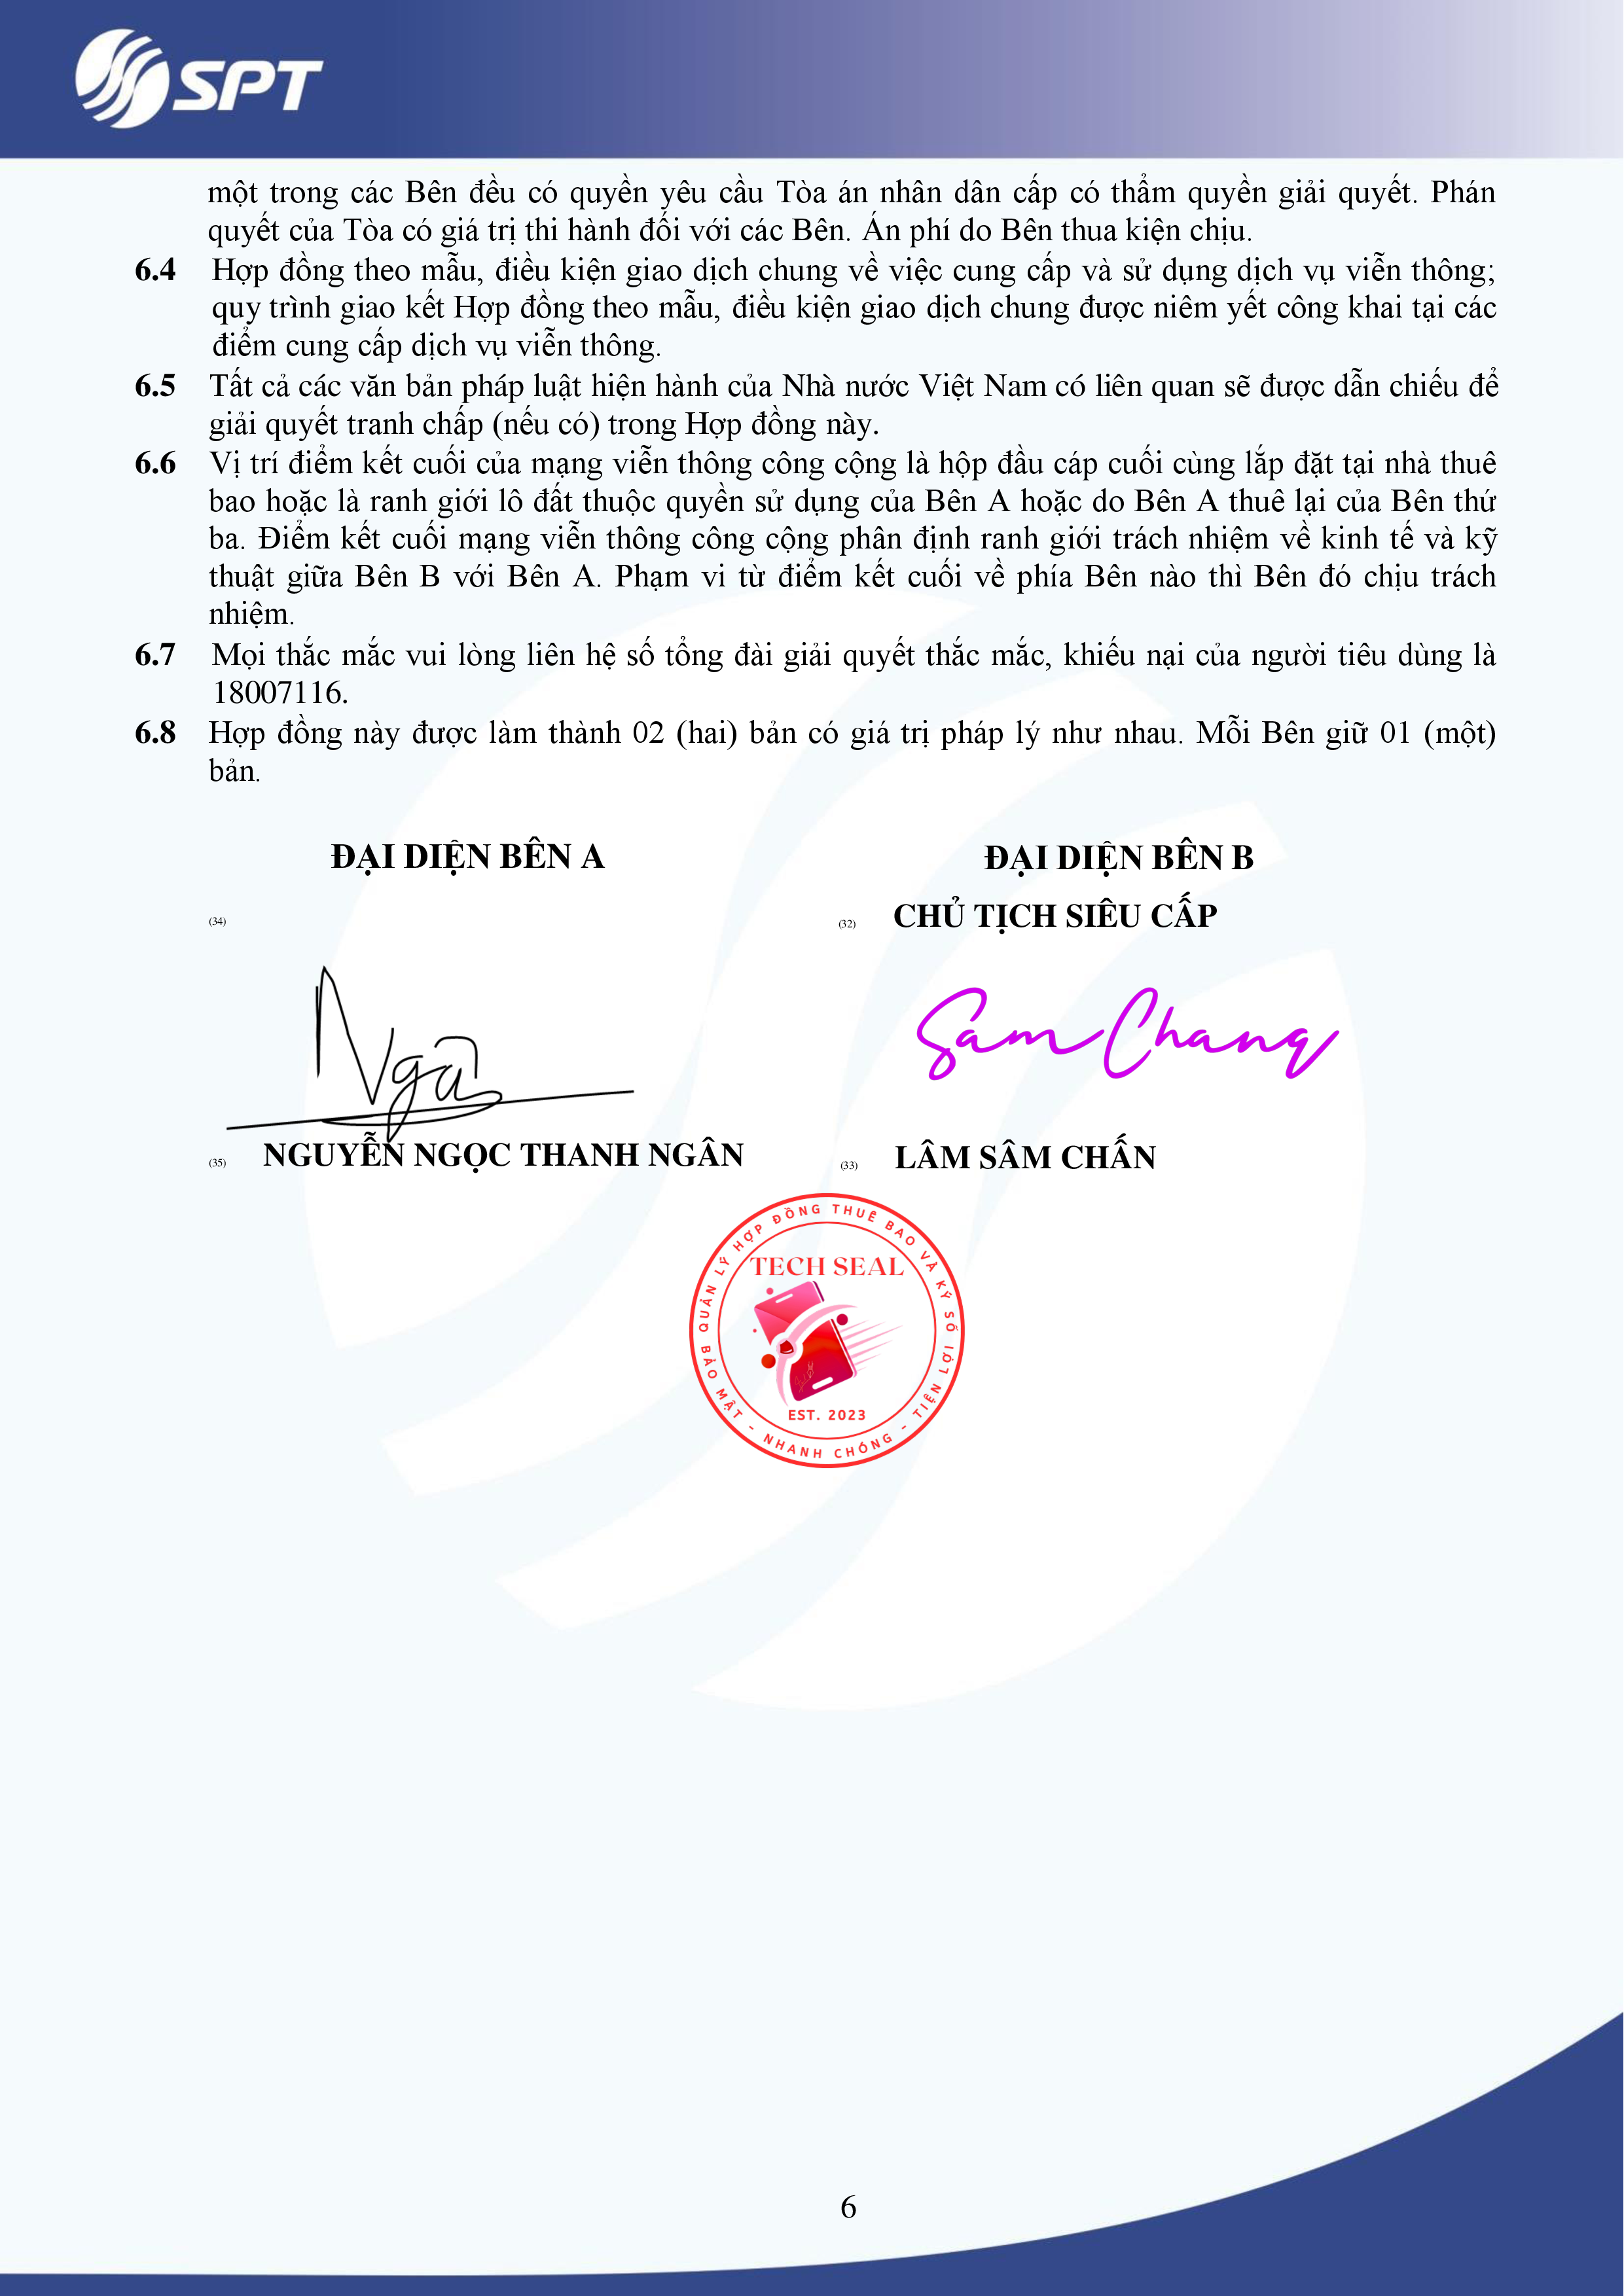 SPT
một trong các Bên đều có quyền yêu cầu Tòa án nhân dân cấp có thẩm quyền giải quyết. Phán
quyết của Tòa có giá trị thi hành đối với các Bên. Án phí do Bên thua kiện chịu.
6.4 Hợp đồng theo mẫu, điều kiện giao dịch chung về việc cung cấp và sử dụng dịch vụ viễn thông;
quy trình giao kết Hợp đồng theo mẫu, điều kiện giao dịch chung được niêm yết công khai tại các
điểm cung cấp dịch vụ viễn thông.
6.5 Tất cả các văn bản pháp luật hiện hành của Nhà nước Việt Nam có liên quan sẽ được dẫn chiếu để
giải quyết tranh chấp (nếu có) trong Hợp đồng này.
6.6 Vị trí điểm kết cuối của mạng viễn thông công cộng là hộp đầu cáp cuối cùng lắp đặt tại nhà thuê
bao hoặc là ranh giới lô đất thuộc quyền sử dụng của Bên A hoặc do Bên A thuê lại của Bên thứ
ba. Điểm kết cuối mạng viễn thông công cộng phân định ranh giới trách nhiệm về kinh tế và kỹ
thuật giữa Bên B với Bên A. Phạm vi từ điểm kết cuối về phía Bên nào thì Bên đó chịu trách
nhiệm.
6.7 Mọi thắc mắc vui lòng liên hệ số tổng đài giải quyết thắc mắc, khiếu nại của người tiêu dùng là
18007116.
6.8 Hợp đồng này được làm thành 02 (hai) bản có giá trị pháp lý như nhau. Mỗi Bên giữ 01 (một)
bản.
ĐẠI DIỆN BÊN A ĐẠI DIỆN BÊN B
(34) (32) CHỦ TỊCH SIÊU CẤP
Ngân Sam Chang
(35) NGUYỄN NGỌC THANH NGÂN (33) LÂM SÂM CHẤN
QUẢN LÝ HỢP ĐỒNG THUÊ BAO VÀ KÝ SỐ
TECH SEAL
EST. 2023
BẢO MẬT - NHANH CHÓNG - TIỆN LỢI
6